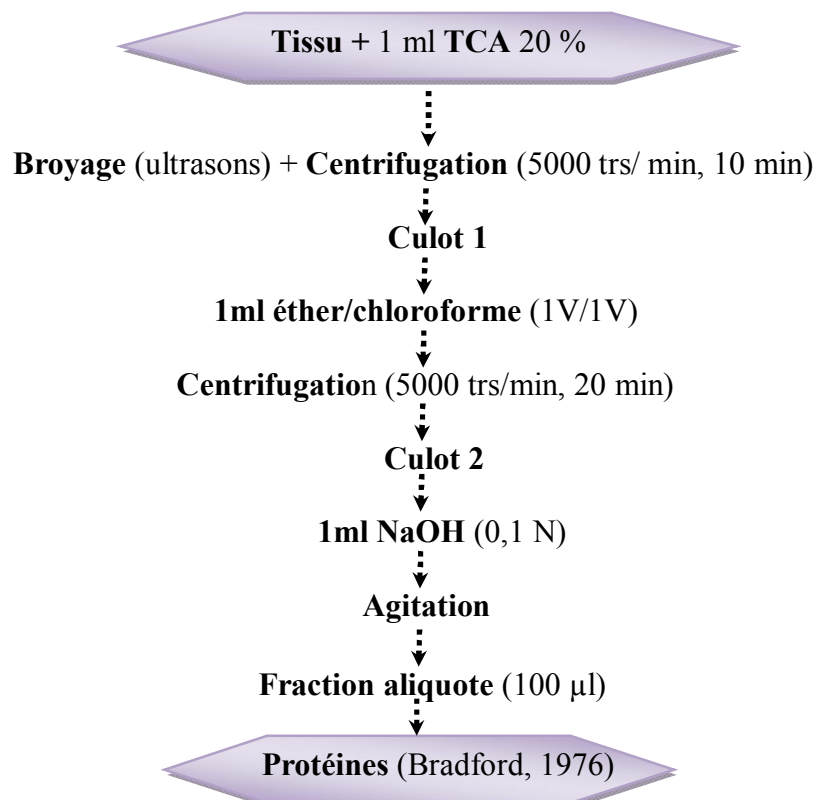 Tissu + 1 ml TCA 20 %
Broyage (ultrasons) + Centrifugation (5000 trs/ min, 10 min)
Culot 1
1ml éther/chloroforme (1V/1V)
Centrifugation (5000 trs/min, 20 min)
Culot 2
1ml NaOH (0,1 N)
Agitation
Fraction aliquote (100 µl)
Protéines (Bradford, 1976)